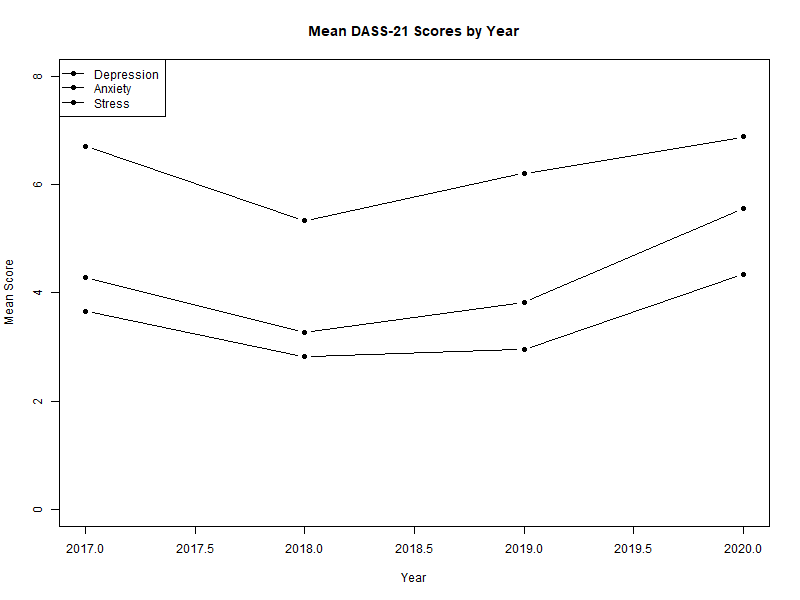 Mean DASS-21 Scores by Year
Depression
Anxiety
Stress
8
6
4
2
0
Mean Score
2017.0 2017.5 2018.0 2018.5 2019.0 2019.5 2020.0
Year